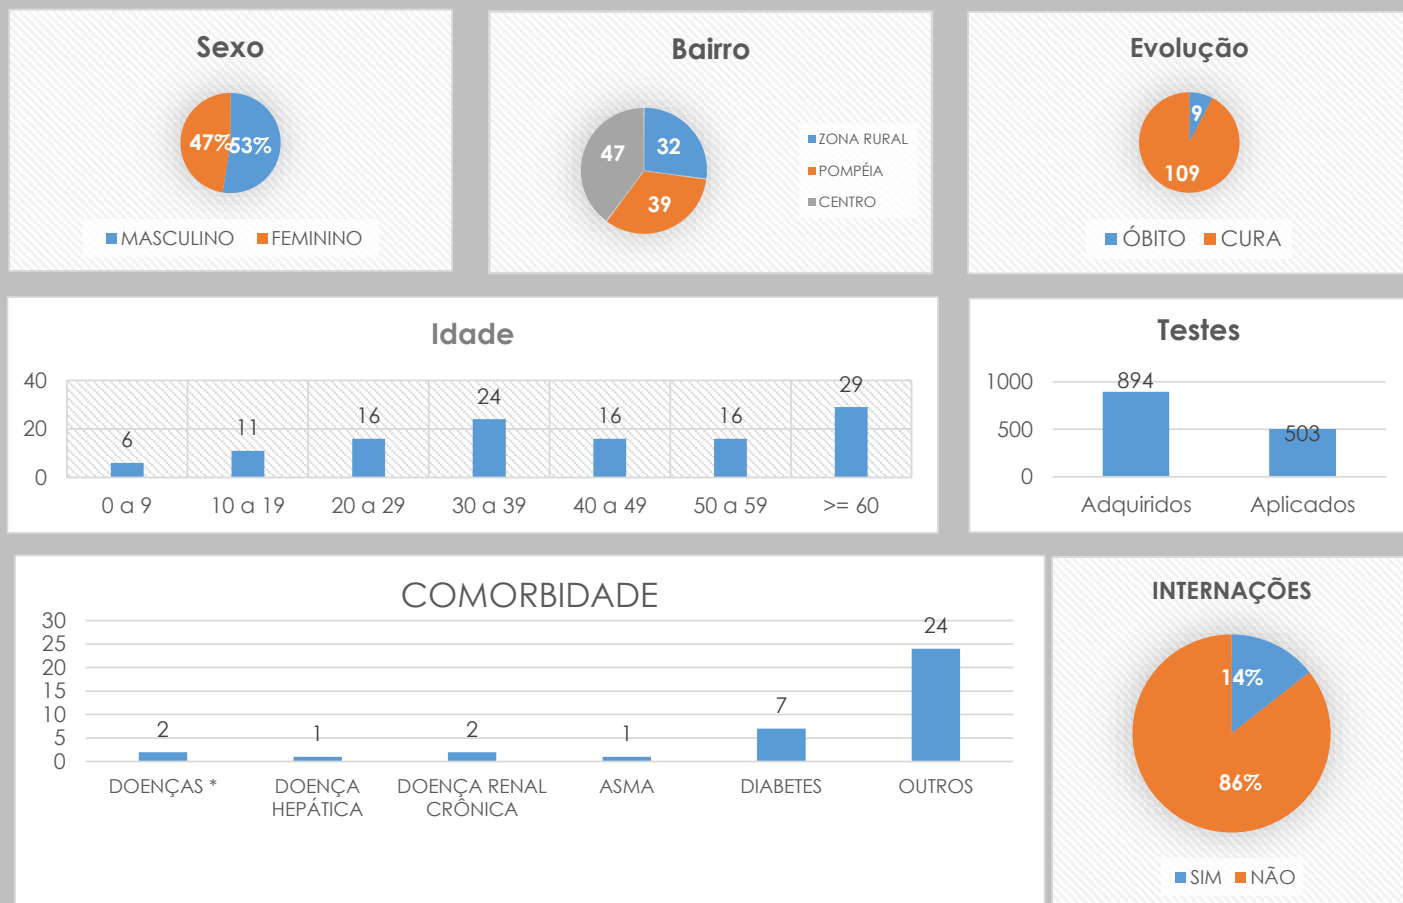 Sexo
47% 53%
MASCULINO FEMININO
Bairro
47 32
39
ZONA RURAL
POMPÉIA
CENTRO
Evolução
9
109
ÓBITO CURA
Idade
40
20
0
6 11 16 24 16 16 29
0 a 9 10 a 19 20 a 29 30 a 39 40 a 49 50 a 59 >= 60
Testes
1000
500
0
894 503
Adquiridos Aplicados
COMORBIDADE
30
25
20
15
10
5
0
2 1 2 1 7 24
DOENÇAS * DOENÇA RENAL ASMA DIABETES OUTROS
DOENÇA
HEPÁTICA
CRÔNICA
INTERNAÇÕES
14%
86%
SIM NÃO